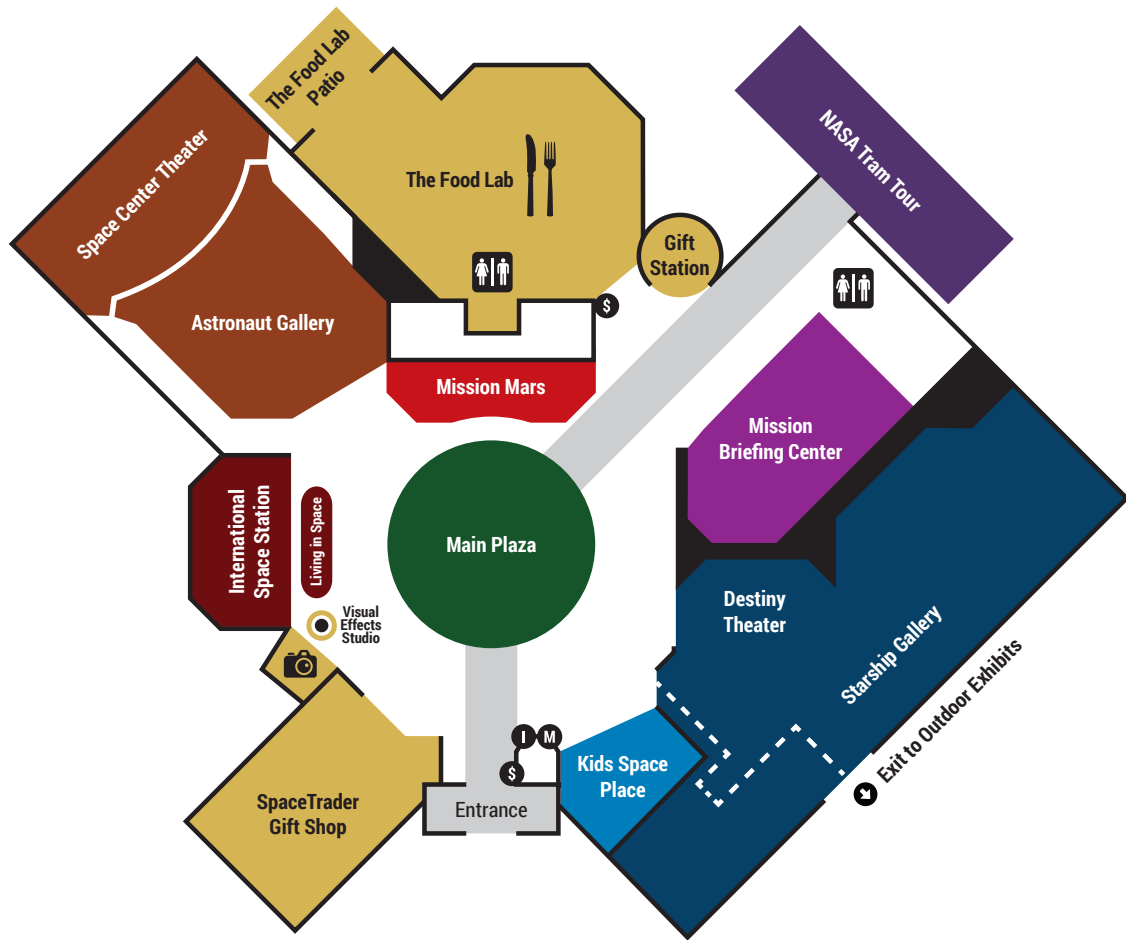 The Food Lab
Patio
Space Center Theater
The Food Lab
NASA Tram Tour
Gift
Station
$
Astronaut Gallery
Mission Mars
Mission
Briefing Center
International
Space Station
Living in Space
Main Plaza
Visual
Effects
Studio
Destiny
Theater
Starship Gallery
Exit to Outdoor Exhibits
I
M
$
Kids Space
Place
SpaceTrader
Gift Shop
Entrance